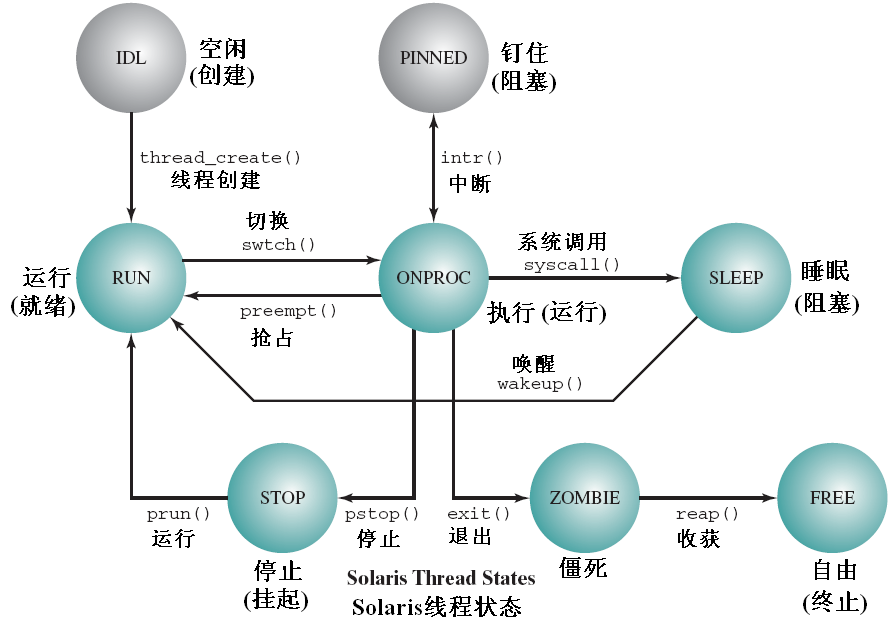 IDL
空闲
(创建)
PINNED
钉住
(阻塞)
thread_create()
线程创建
intr()
中断
切换
swtch()
系统调用
syscall()
运行
(就绪)
RUN
ONPROC
SLEEP
睡眠
(阻塞)
preempt()
抢占
执行 (运行)
唤醒
wakeup()
STOP
ZOMBIE
FREE
prun()
运行
pstop()
停止
exit()
退出
reap()
收获
停止
(挂起)
僵死
自由
(终止)
Solaris Thread States
Solaris线程状态